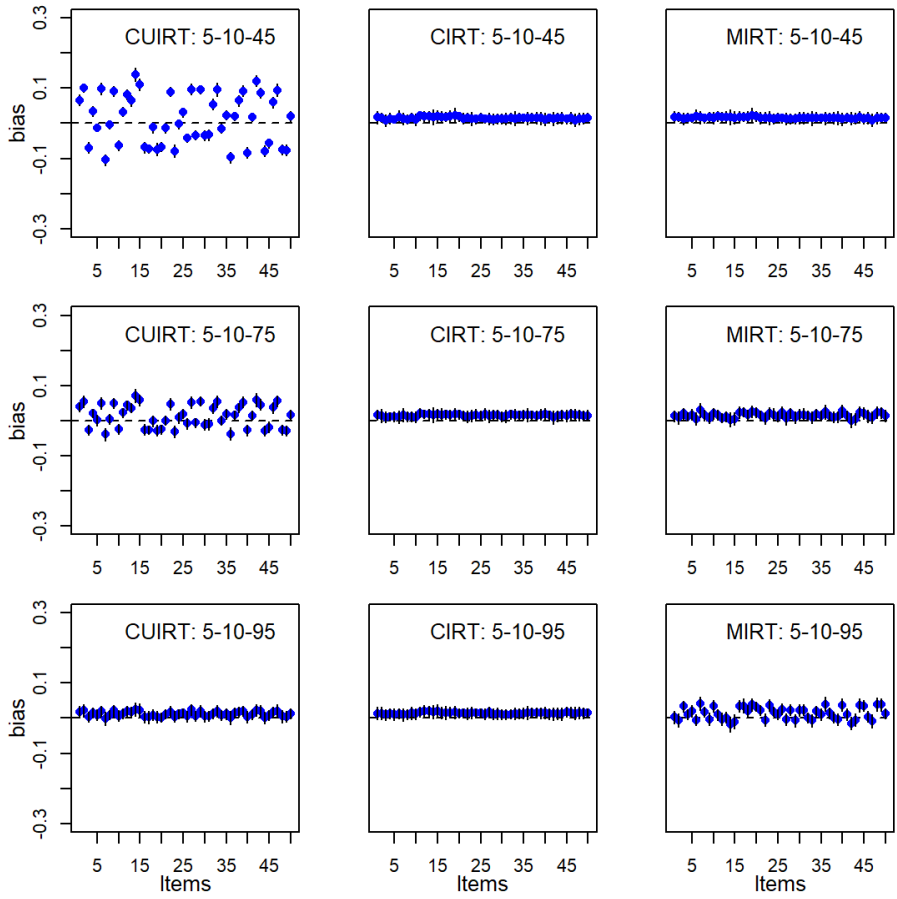 CUIRT: 5-10-45
CIRT: 5-10-45
MIRT: 5-10-45
0.3
0.1
-0.1
-0.3
bias
5 15 25 35 45
5 15 25 35 45
5 15 25 35 45
CUIRT: 5-10-75
CIRT: 5-10-75
MIRT: 5-10-75
0.3
0.1
-0.1
-0.3
bias
5 15 25 35 45
5 15 25 35 45
5 15 25 35 45
CUIRT: 5-10-95
CIRT: 5-10-95
MIRT: 5-10-95
0.3
0.1
-0.1
-0.3
bias
5 15 25 35 45
5 15 25 35 45
5 15 25 35 45
Items
Items
Items